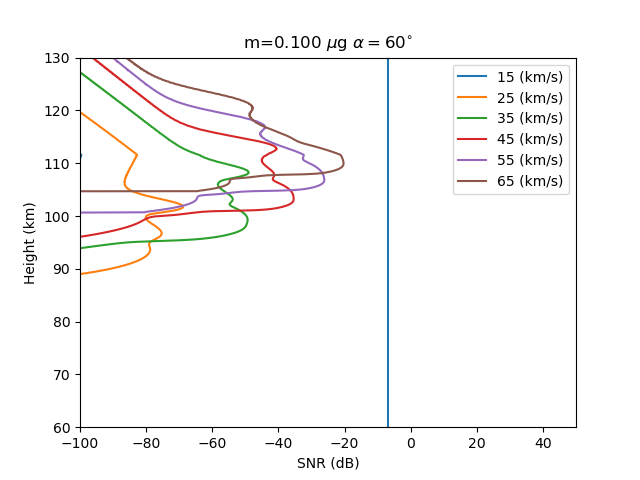 m=0.100 μg α = 60°
130
120
110
100
90
80
70
60
Height (km)
−100
−80
−60
−40
−20
0
20
40
SNR (dB)
15 (km/s)
25 (km/s)
35 (km/s)
45 (km/s)
55 (km/s)
65 (km/s)